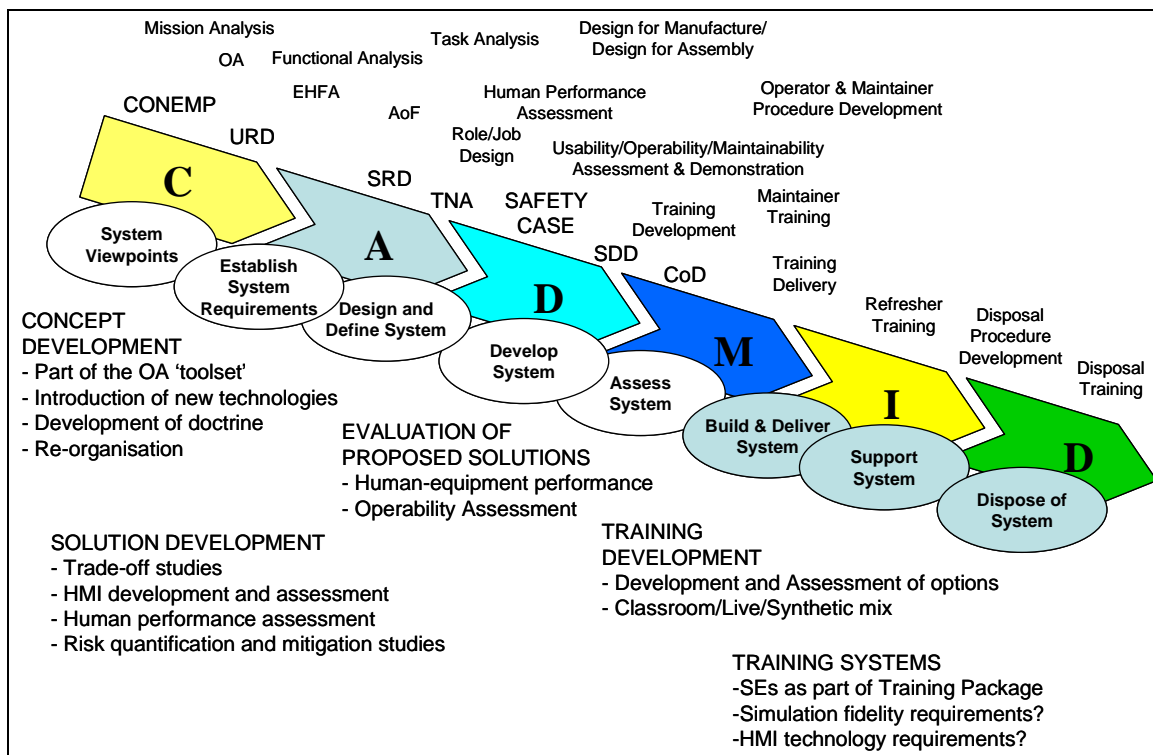 Mission Analysis
OA
Functional Analysis
Task Analysis
Design for Manufacture/
Design for Assembly
EHFA
AoF
Human Performance
Assessment
Operator & Maintainer
Procedure Development
CONEMP
URD
Role/Job
Design
Usability/Operability/Maintainability
Assessment & Demonstration
SRD
TNA
SAFETY
CASE
SDD
Training
Development
Maintainer
Training
CoD
Training
Delivery
Refresher
Training
Disposal
Procedure
Development
Disposal
Training
C
A
D
M
I
D
System
Viewpoints
Establish
System
Requirements
Design and
Define System
Develop
System
Assess
System
Build & Deliver
System
Support
System
Dispose of
System
CONCEPT
DEVELOPMENT
- Part of the OA ‘toolset’
- Introduction of new technologies
- Development of doctrine
- Re-organisation
EVALUATION OF
PROPOSED SOLUTIONS
- Human-equipment performance
- Operability Assessment
SOLUTION DEVELOPMENT
- Trade-off studies
- HMI development and assessment
- Human performance assessment
- Risk quantification and mitigation studies
TRAINING
DEVELOPMENT
- Development and Assessment of options
- Classroom/Live/Synthetic mix
TRAINING SYSTEMS
-SEs as part of Training Package
-Simulation fidelity requirements?
-HMI technology requirements?